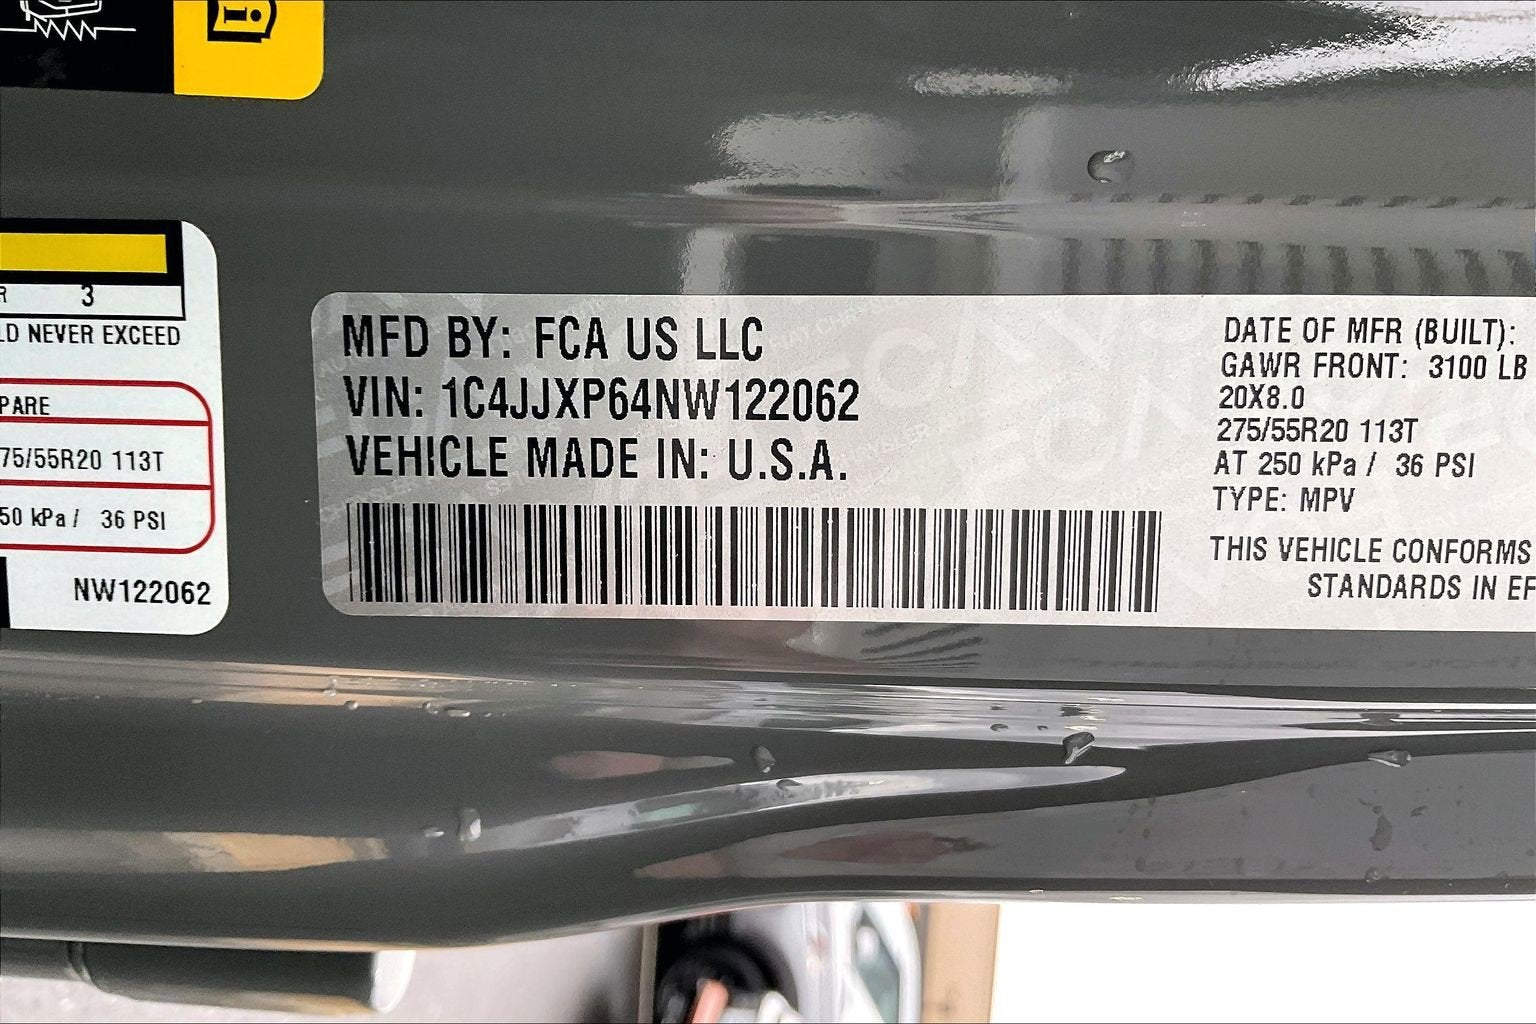 3
LD NEVER EXCEED
PARE
75/55R20 113T
50 kPa / 36 PSI
NW122062
MFD BY: FCA US LLC
VIN: 1C4JJXP64NW122062
VEHICLE MADE IN: U.S.A.
DATE OF MFR (BUILT):
GAWR FRONT: 3100 LB
20X8.0
275/55R20 113T
AT 250 kPa / 36 PSI
TYPE: MPV
THIS VEHICLE CONFORMS
STANDARDS IN EF